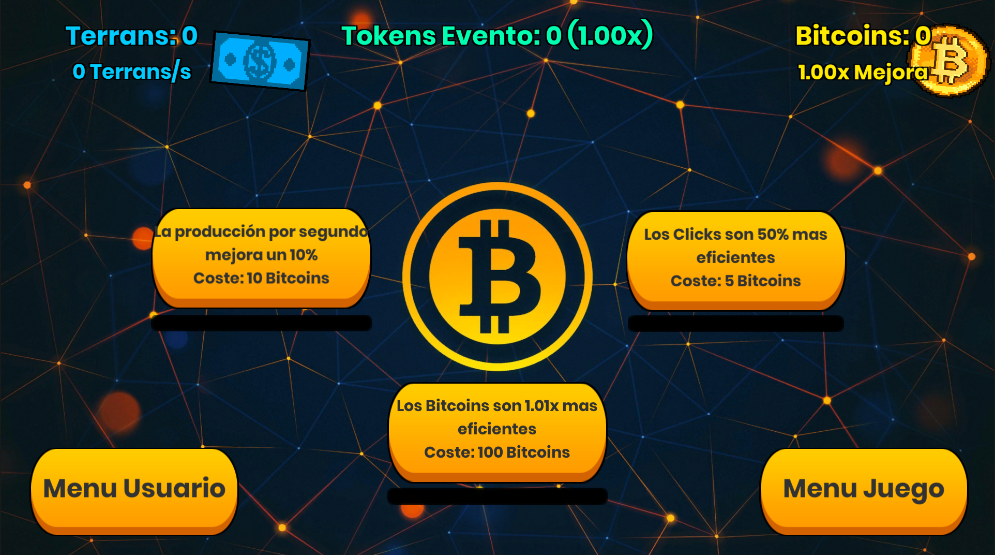 Terrans: 0
0 Terrans/s
Tokens Evento: 0 (1.00x)
Bitcoins: 0
1.00x Mejora
La producción por segundo
mejora un 10%
Coste: 10 Bitcoins
Los Clicks son 50% mas
eficientes
Coste: 5 Bitcoins
Los Bitcoins son 1.01x mas
eficientes
Coste: 100 Bitcoins
Menu Usuario
Menu Juego